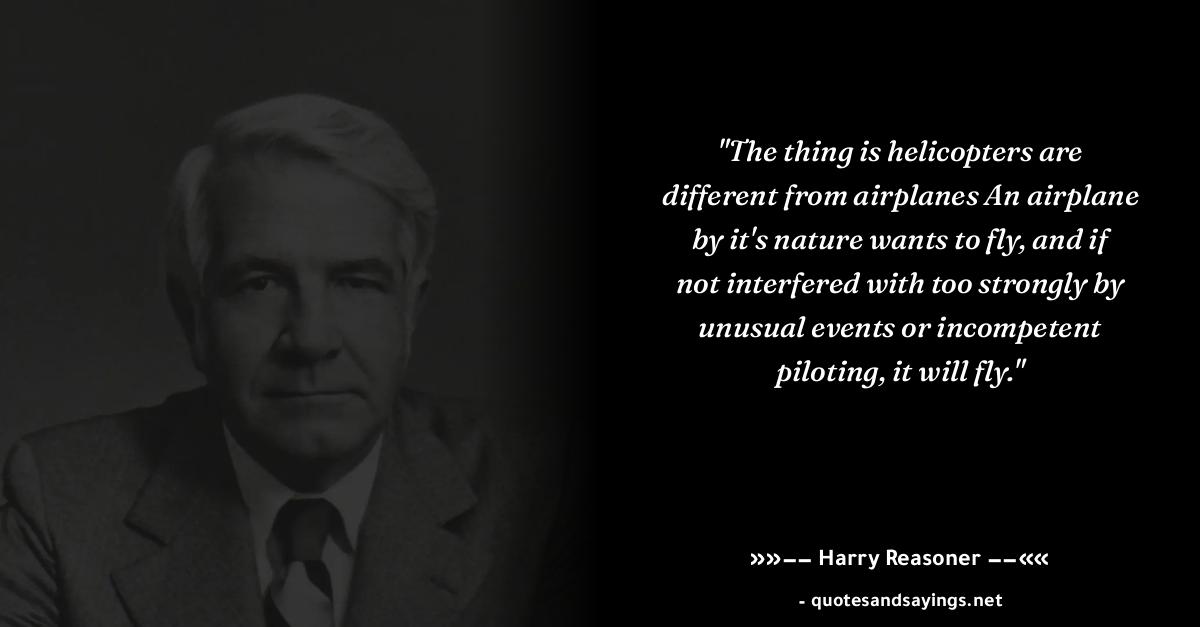 "The thing is helicopters are
different from airplanes An airplane
by it's nature wants to fly, and if
not interfered with too strongly by
unusual events or incompetent
piloting, it will fly."
»»−− Harry Reasoner −−««
- quotesandsayings.net